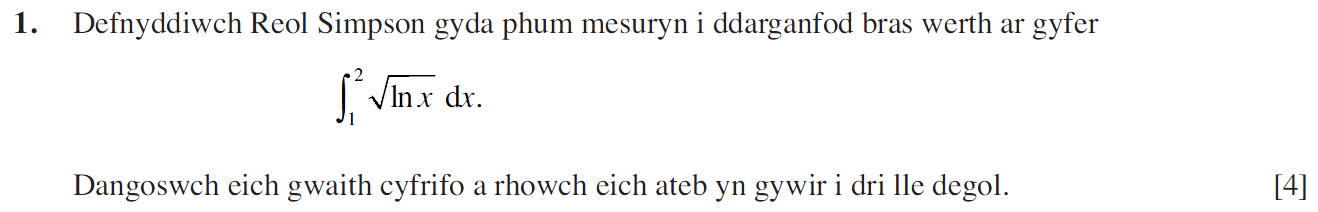 1. Defnyddiwch Reol Simpson gyda phum mesuryn i ddarganfod bras werth ar gyfer
∫₁² √ln x dx.
Dangoswch eich gwaith cyfrifo a rhowch eich ateb yn gywir i dri lle degol. [4]